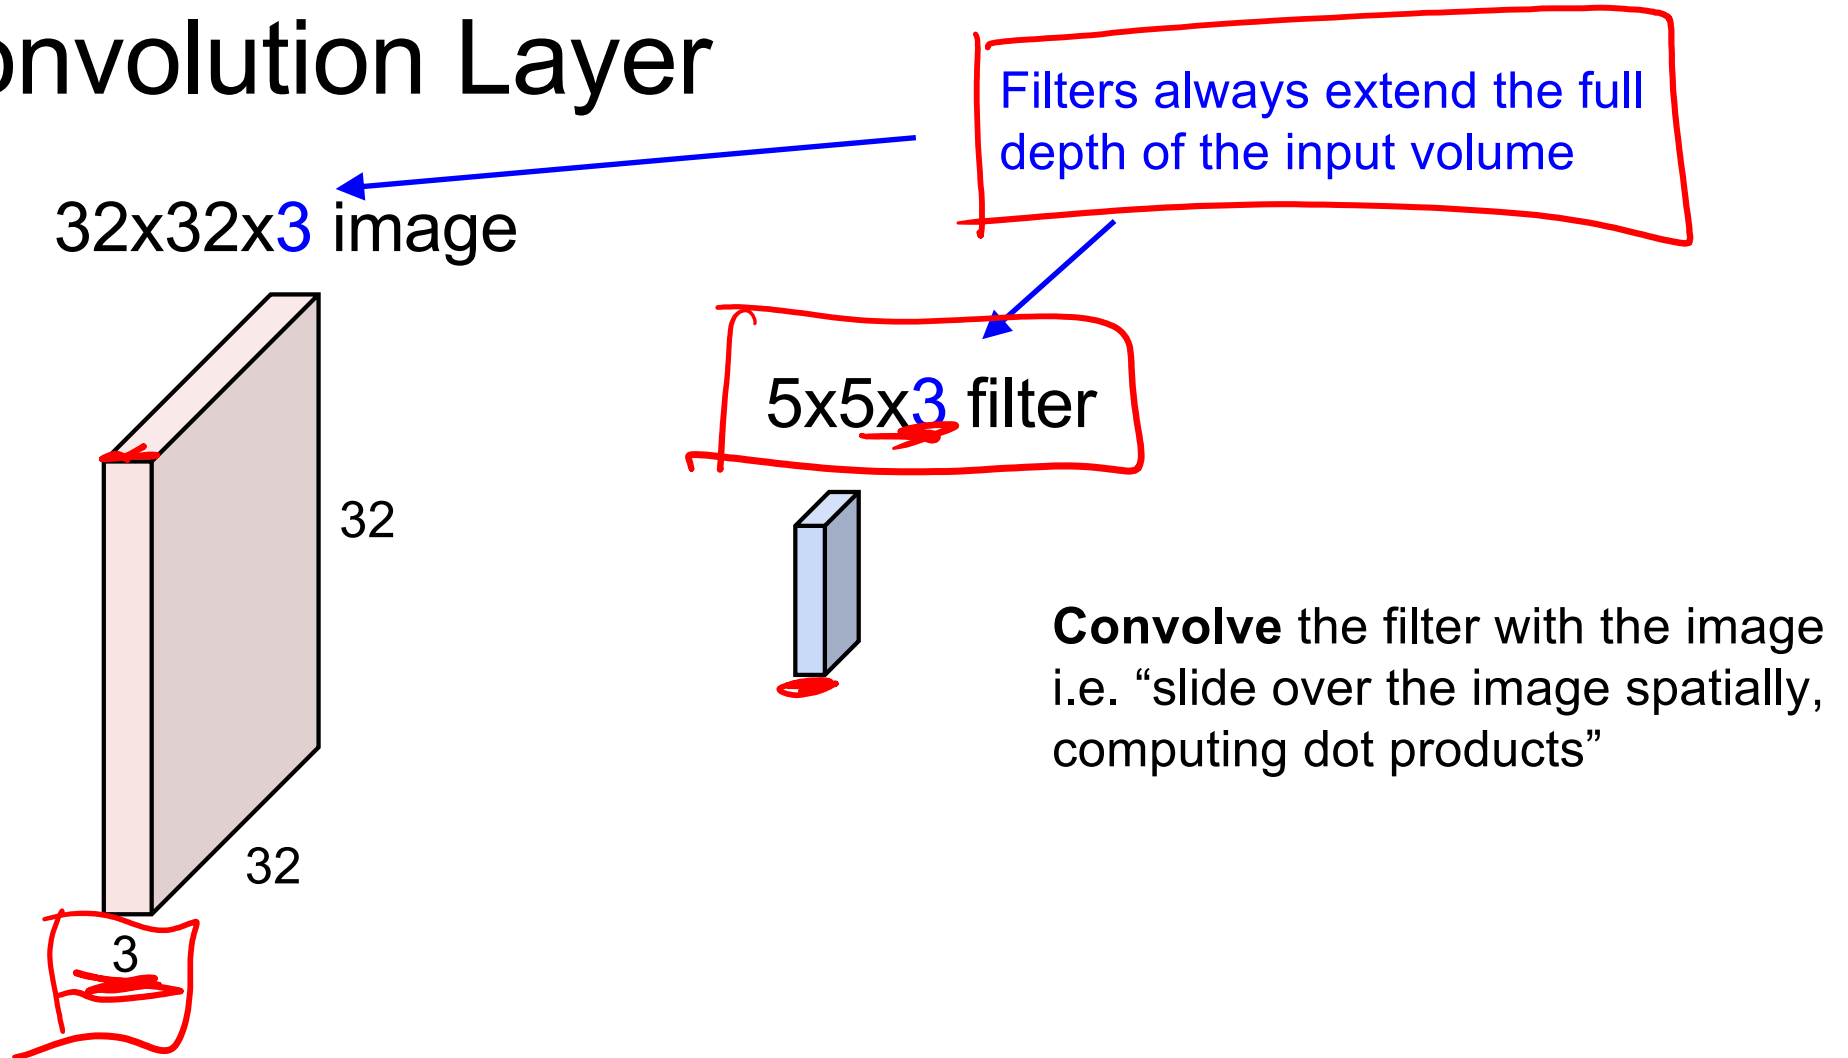 onvolution Layer
Filters always extend the full
depth of the input volume
32x32x3 image
5x5x3 filter
32
32
3
Convolve the filter with the image
i.e. “slide over the image spatially,
computing dot products”